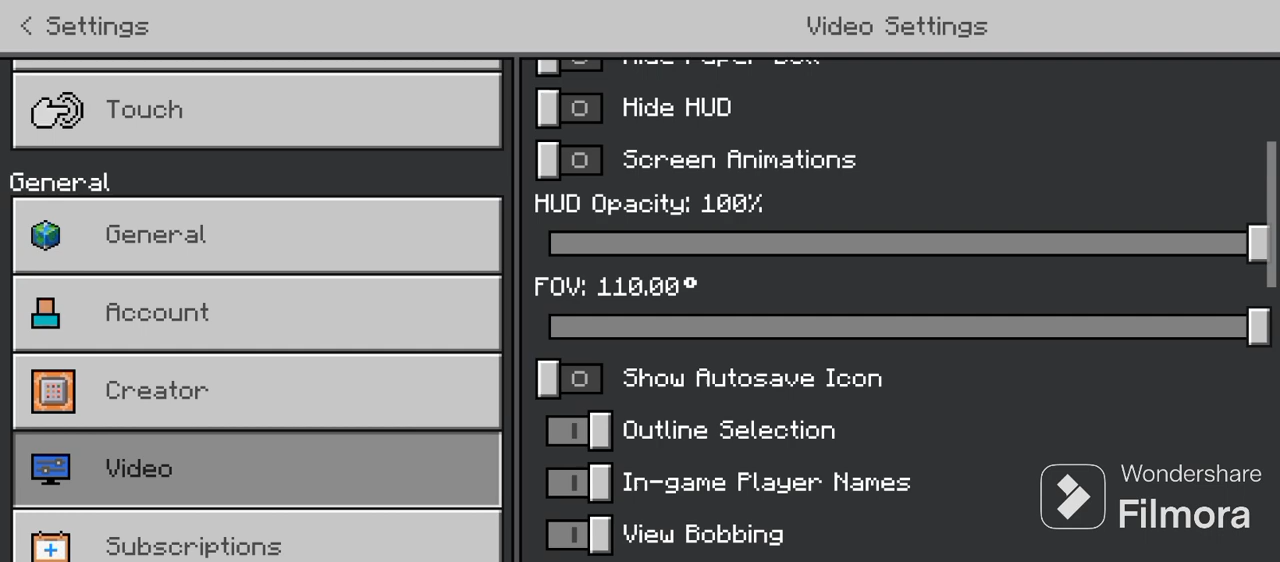 Settings
Video Settings
Touch
General
General
Account
Creator
Video
Subscriptions
Hide HUD
Screen Animations
HUD Opacity: 100%
FOV: 110.00°
Show Autosave Icon
Outline Selection
In-game Player Names
View Bobbing
Wondershare
Filmora